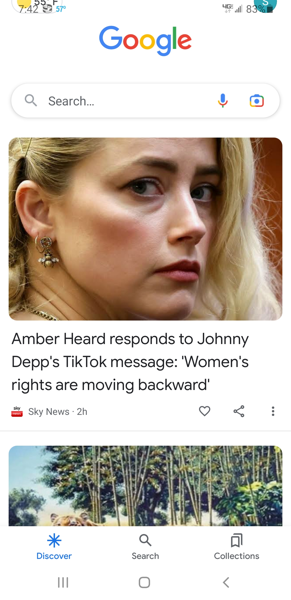 7:42 57°
83%
Google
Search...
Amber Heard responds to Johnny
Depp's TikTok message: 'Women's
rights are moving backward'
Sky News · 2h
Discover
Search
Collections